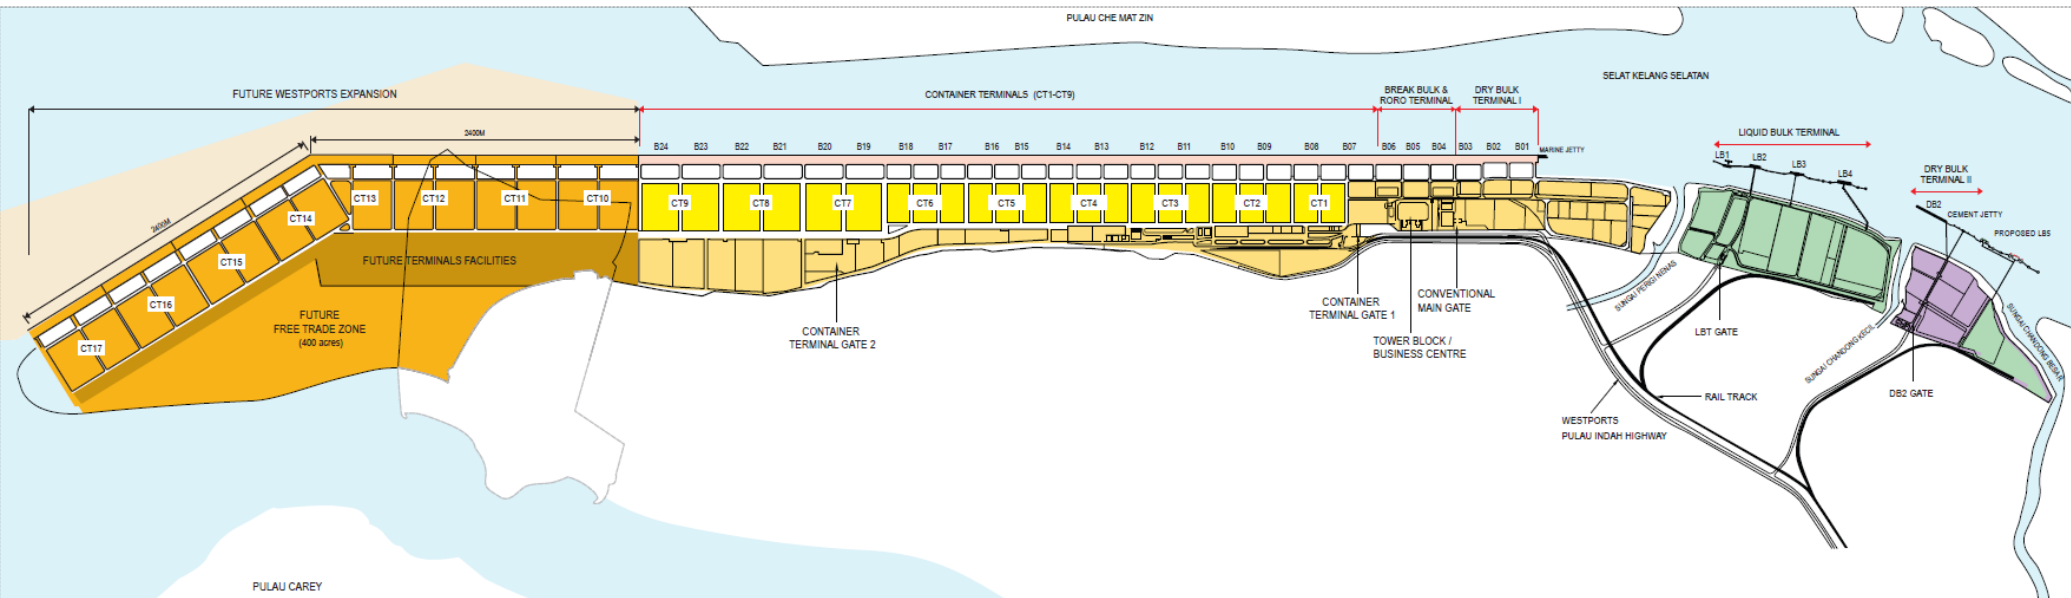 PULAU CHE MAT ZIN
SELAT KELANG SELATAN
FUTURE WESTPORTS EXPANSION
CONTAINER TERMINALS (CT1-CT9)
BREAK BULK &
RORO TERMINAL
DRY BULK
TERMINAL I
LIQUID BULK TERMINAL
2400M
B24
B23
B22
B21
B20
B19
B18
B17
B16
B15
B14
B13
B12
B11
B10
B09
B08
B07
B06
B05
B04
B03
B02
B01
MARINE JETTY
LB1
LB2
LB3
LB4
DRY BULK
TERMINAL II
DB2
CEMENT JETTY
PROPOSED LB5
2400M
CT17
CT16
CT15
CT14
CT13
CT12
CT11
CT10
CT9
CT8
CT7
CT6
CT5
CT4
CT3
CT2
CT1
FUTURE TERMINALS FACILITIES
FUTURE
FREE TRADE ZONE
(400 acres)
CONTAINER
TERMINAL GATE 2
CONTAINER
TERMINAL GATE 1
TOWER BLOCK /
BUSINESS CENTRE
CONVENTIONAL
MAIN GATE
SUNGAI PERIGI NENAS
LBT GATE
SUNGAI CHANDONG KECIL
SUNGAI CHANDONG BESAR
DB2 GATE
RAIL TRACK
WESTPORTS
PULAU INDAH HIGHWAY
PULAU CAREY